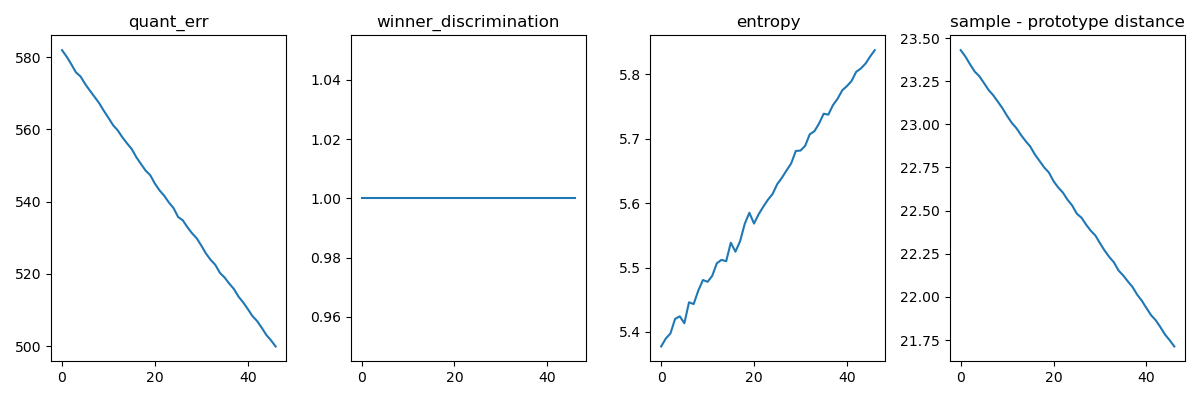 quant_err
580
560
540
520
500
0 20 40
winner_discrimination
1.04
1.02
1.00
0.98
0.96
0 20 40
entropy
5.8
5.7
5.6
5.5
5.4
0 20 40
sample - prototype distance
23.50
23.25
23.00
22.75
22.50
22.25
22.00
21.75
0 20 40